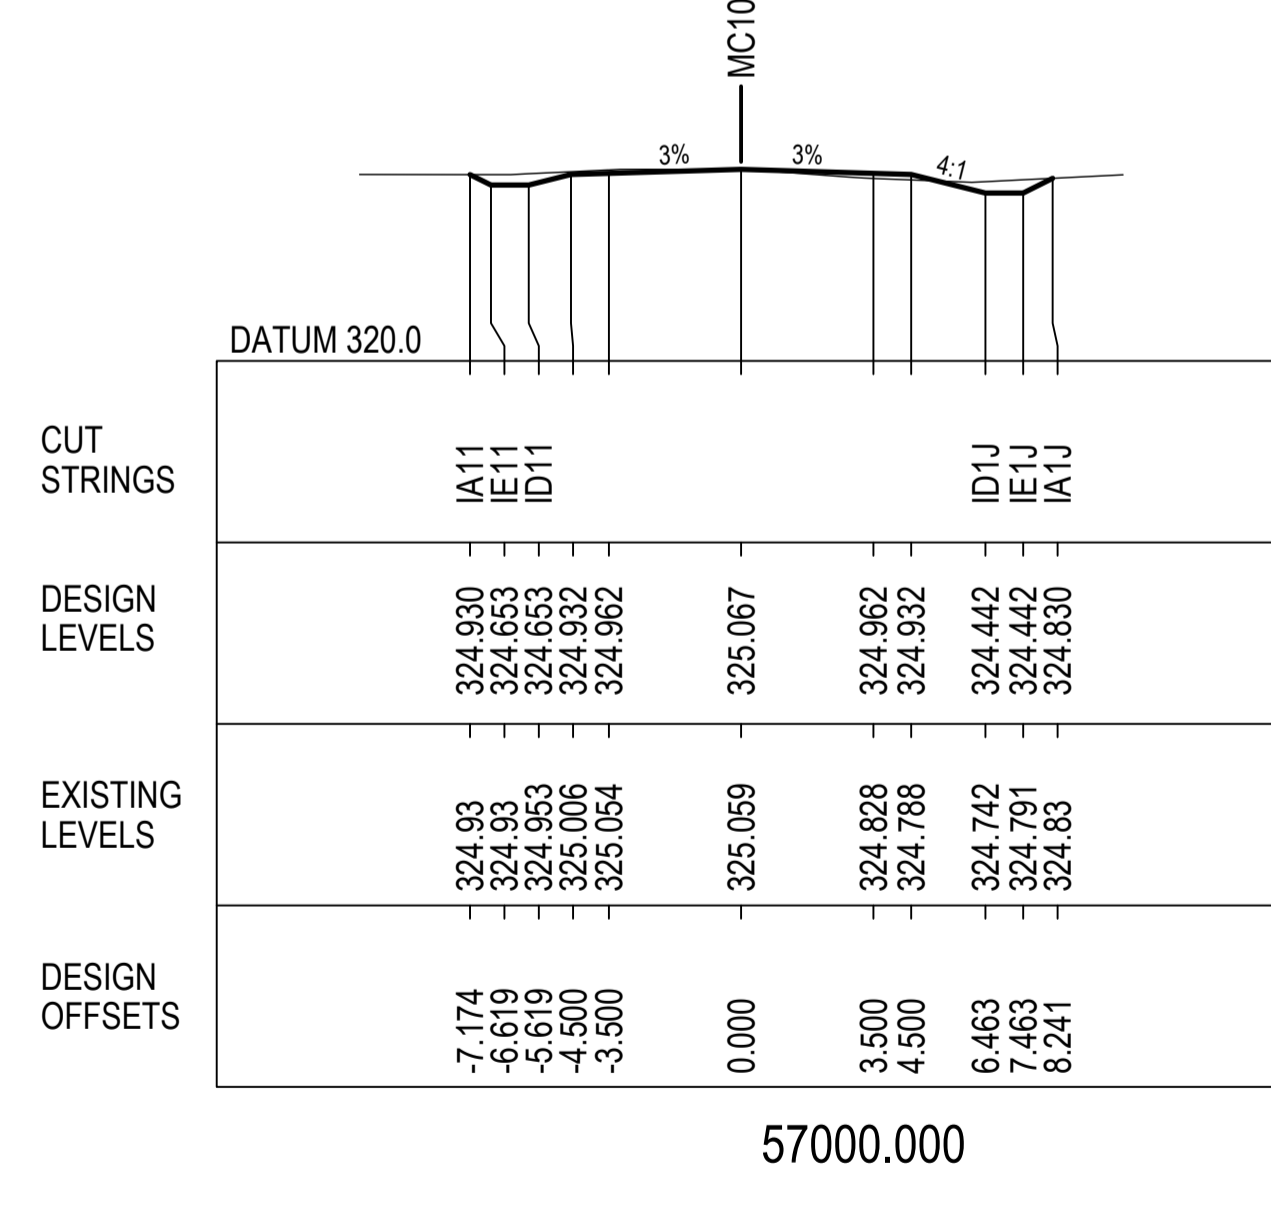 MC10
3% 3% 4:1
DATUM 320.0
CUT
STRINGS
IA11 IE11 ID11 ID1J IE1J IA1J
DESIGN
LEVELS
324.930 324.653 324.653 324.932 324.962 325.067 324.962 324.932 324.442 324.442 324.830
EXISTING
LEVELS
324.93 324.93 324.953 325.006 325.054 325.059 324.828 324.788 324.742 324.791 324.83
DESIGN
OFFSETS
-7.174 -6.619 -5.619 -4.500 -3.500 0.000 3.500 4.500 6.463 7.463 8.241
57000.000